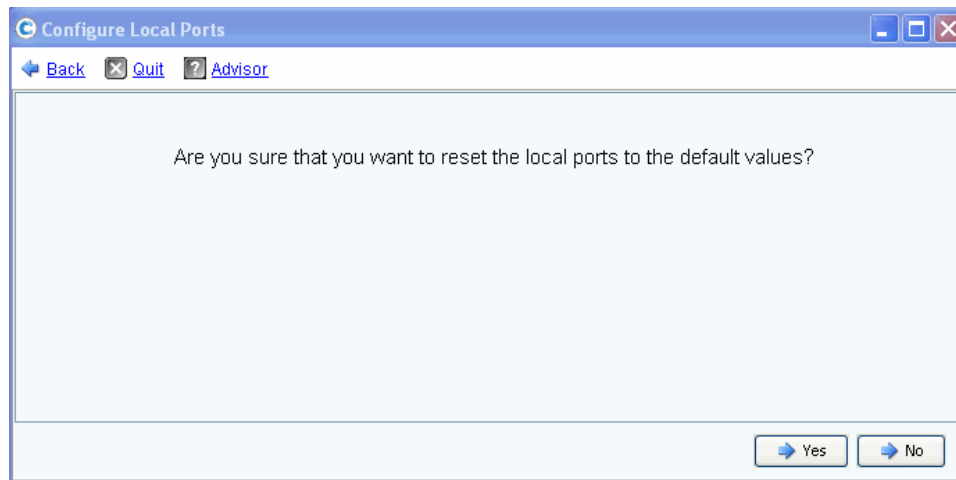 Configure Local Ports
Back Quit Advisor
Are you sure that you want to reset the local ports to the default values?
Yes No